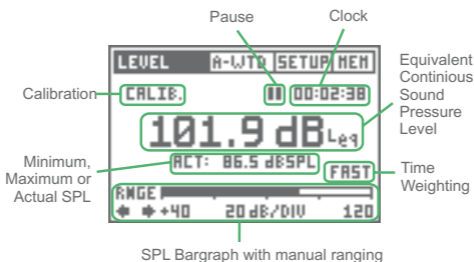 Pause
Clock
LEVEL A-WTD SETUP MEM
Calibration
CALIB. 00:02:38
Equivalent
Continious
Sound
Pressure
Level
101.9 dB Leq
Minimum,
Maximum or
Actual SPL
ACT: 86.5 dBSPL
FAST
Time
Weighting
RNGE
+40 20 dB/DIV 120
SPL Bargraph with manual ranging